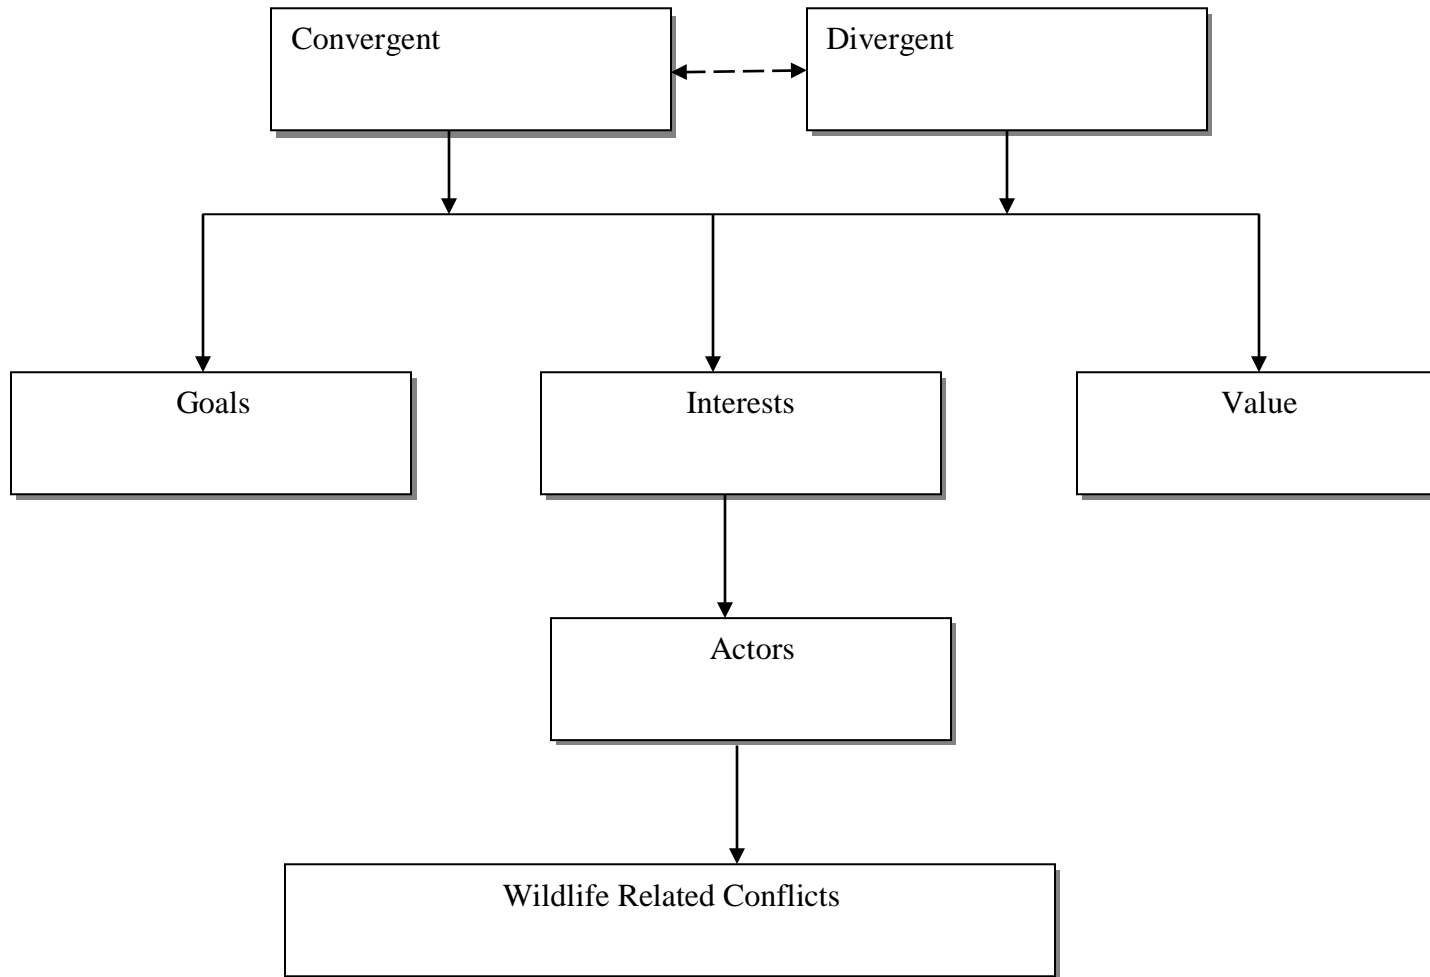 Convergent
Divergent
Goals
Interests
Value
Actors
Wildlife Related Conflicts